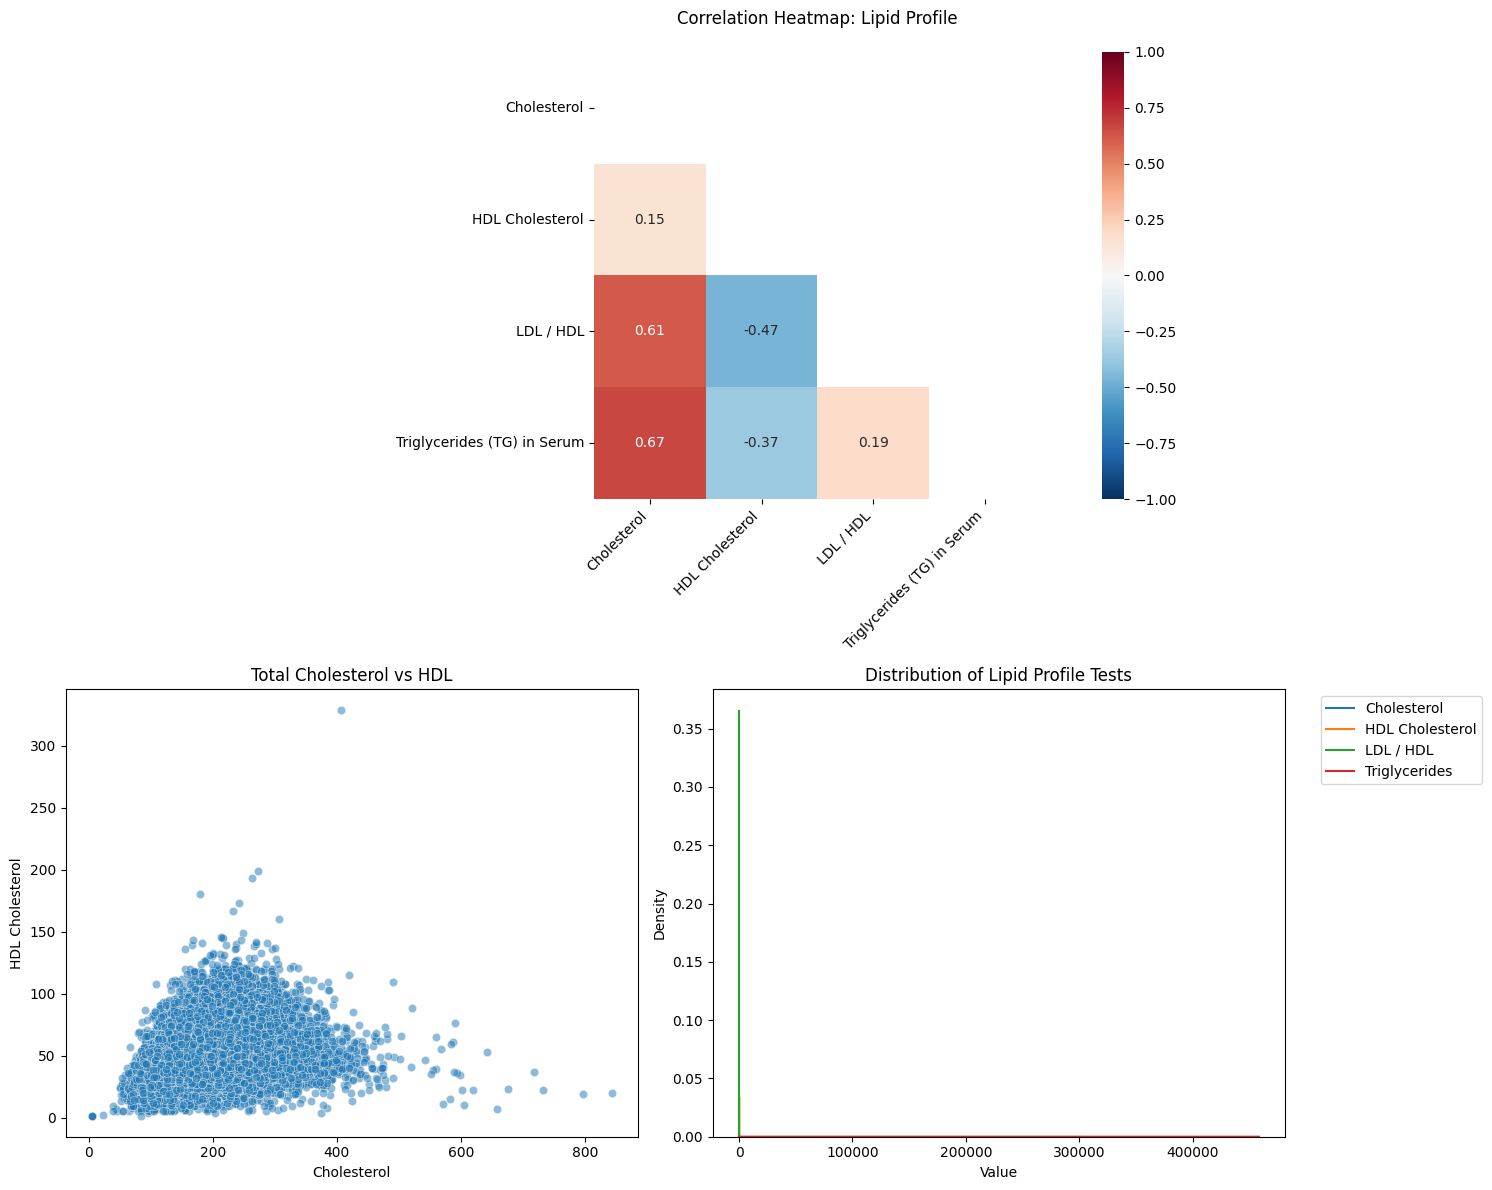 Correlation Heatmap: Lipid Profile
1.00
Cholesterol
0.75
0.50
HDL Cholesterol
0.15
0.25
0.00
LDL / HDL
0.61
-0.47
−0.25
−0.50
Triglycerides (TG) in Serum
0.67
-0.37
0.19
−0.75
−1.00
Cholesterol
HDL Cholesterol
LDL / HDL
Triglycerides (TG) in Serum
Total Cholesterol vs HDL
300
250
200
150
100
50
0
HDL Cholesterol
0
200
400
600
800
Cholesterol
Distribution of Lipid Profile Tests
0.35
0.30
0.25
0.20
0.15
0.10
0.05
0.00
Density
0
100000
200000
300000
400000
Value
Cholesterol
HDL Cholesterol
LDL / HDL
Triglycerides